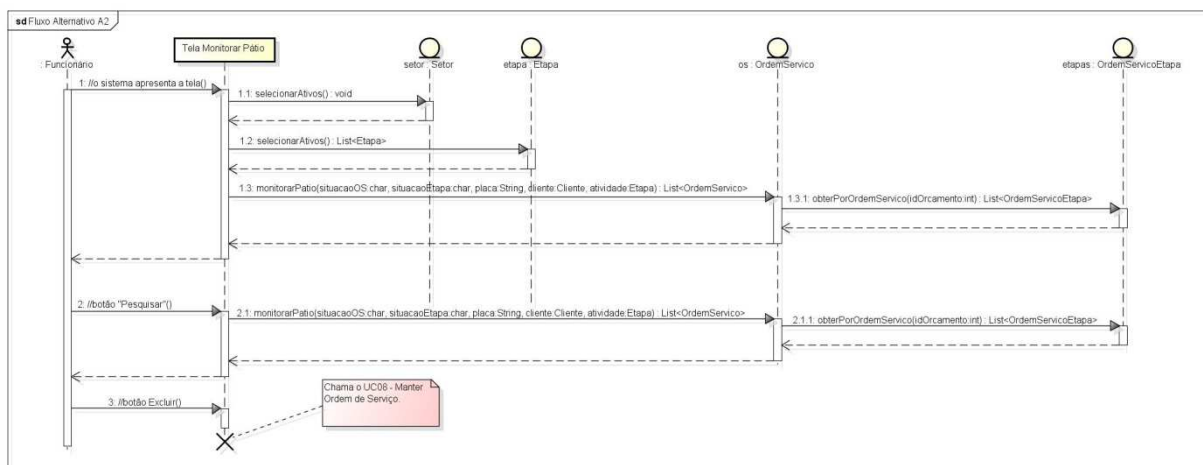 sd Fluxo Alternativo A2
: Funcionário
Tela Monitorar Pátio
setor : Setor
etapa : Etapa
os : OrdemServico
etapas : OrdemServicoEtapa
1: //o sistema apresenta a tela()
1.1: selecionarAtivos() : void
1.2: selecionarAtivos() : List<Etapa>
1.3: monitorarPatio(situacaoOS:char, situacaoEtapa:char, placa:String, cliente:Cliente, atividade:Etapa) : List<OrdemServico>
1.3.1: obterPorOrdemServico(idOrcamento:int) : List<OrdemServicoEtapa>
2: //botão "Pesquisar"()
2.1: monitorarPatio(situacaoOS:char, situacaoEtapa:char, placa:String, cliente:Cliente, atividade:Etapa) : List<OrdemServico>
2.1.1: obterPorOrdemServico(idOrcamento:int) : List<OrdemServicoEtapa>
3: //botão Excluir()
Chama o UC08 - Manter
Ordem de Serviço.